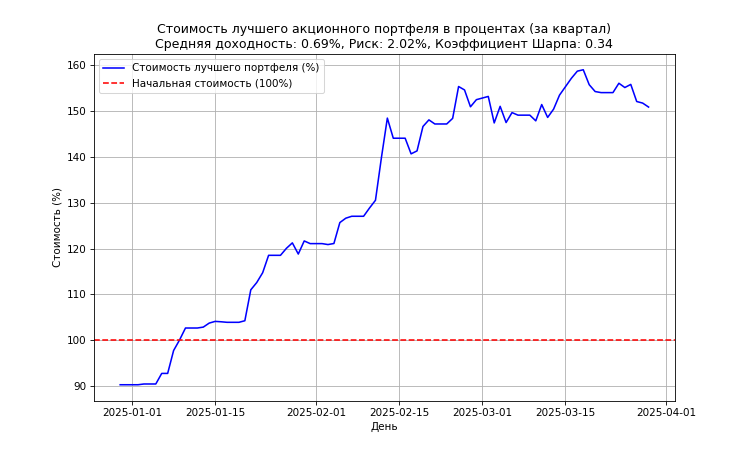 Стоимость лучшего акционного портфеля в процентах (за квартал)
Средняя доходность: 0.69%, Риск: 2.02%, Коэффициент Шарпа: 0.34
Стоимость лучшего портфеля (%)
Начальная стоимость (100%)
Стоимость (%)
160
150
140
130
120
110
100
90
2025-01-01
2025-01-15
2025-02-01
2025-02-15
2025-03-01
2025-03-15
2025-04-01
День